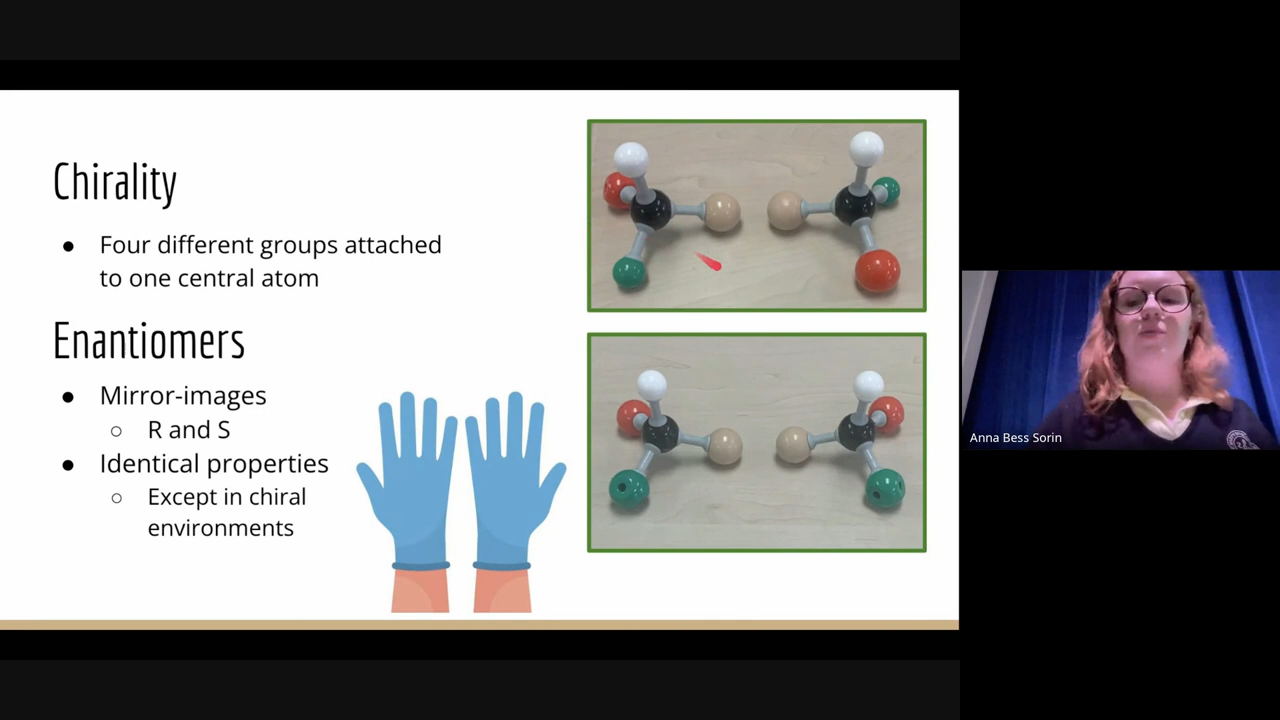 Chirality
● Four different groups attached
to one central atom
Enantiomers
● Mirror-images
○ R and S
● Identical properties
○ Except in chiral
environments
Anna Bess Sorin